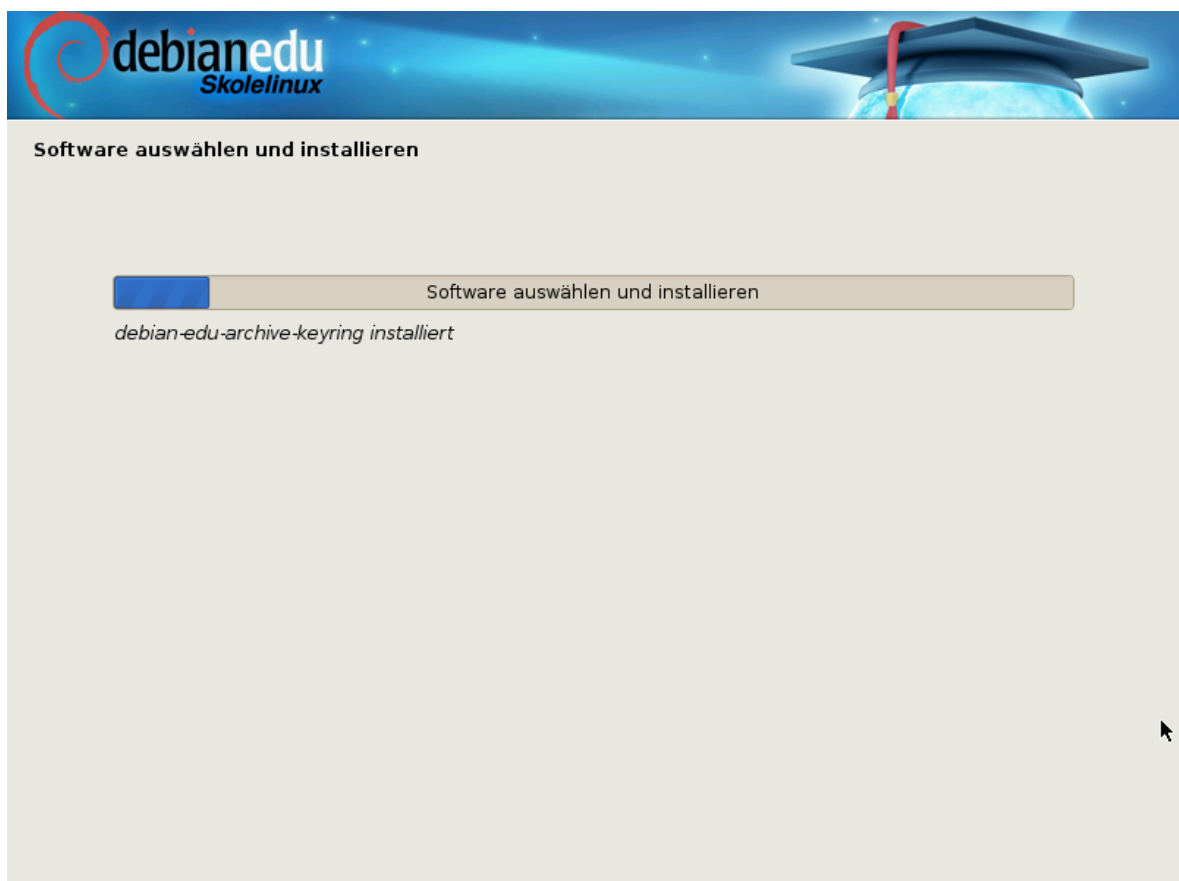 debianedu
Skolelinux
Software auswählen und installieren
Software auswählen und installieren
debian-edu-archive-keyring installiert